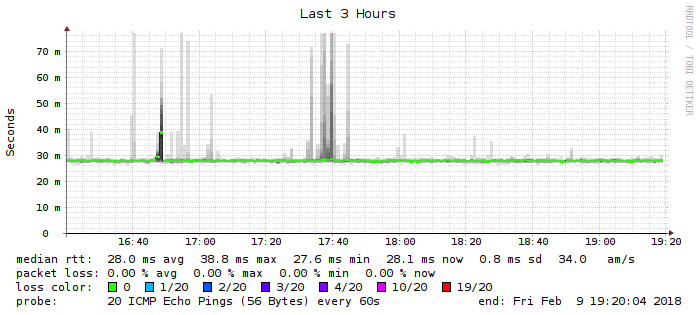 Last 3 Hours
RRDTOOL / TOBI OETIKER
Seconds
70 m
60 m
50 m
40 m
30 m
20 m
10 m
0
16:40 17:00 17:20 17:40 18:00 18:20 18:40 19:00 19:20
median rtt: 28.0 ms avg 38.8 ms max 27.6 ms min 28.1 ms now 0.8 ms sd 34.0 am/s
packet loss: 0.00 % avg 0.00 % max 0.00 % min 0.00 % now
loss color: 0 1/20 2/20 3/20 4/20 10/20 19/20
probe: 20 ICMP Echo Pings (56 Bytes) every 60s end: Fri Feb 9 19:20:04 2018